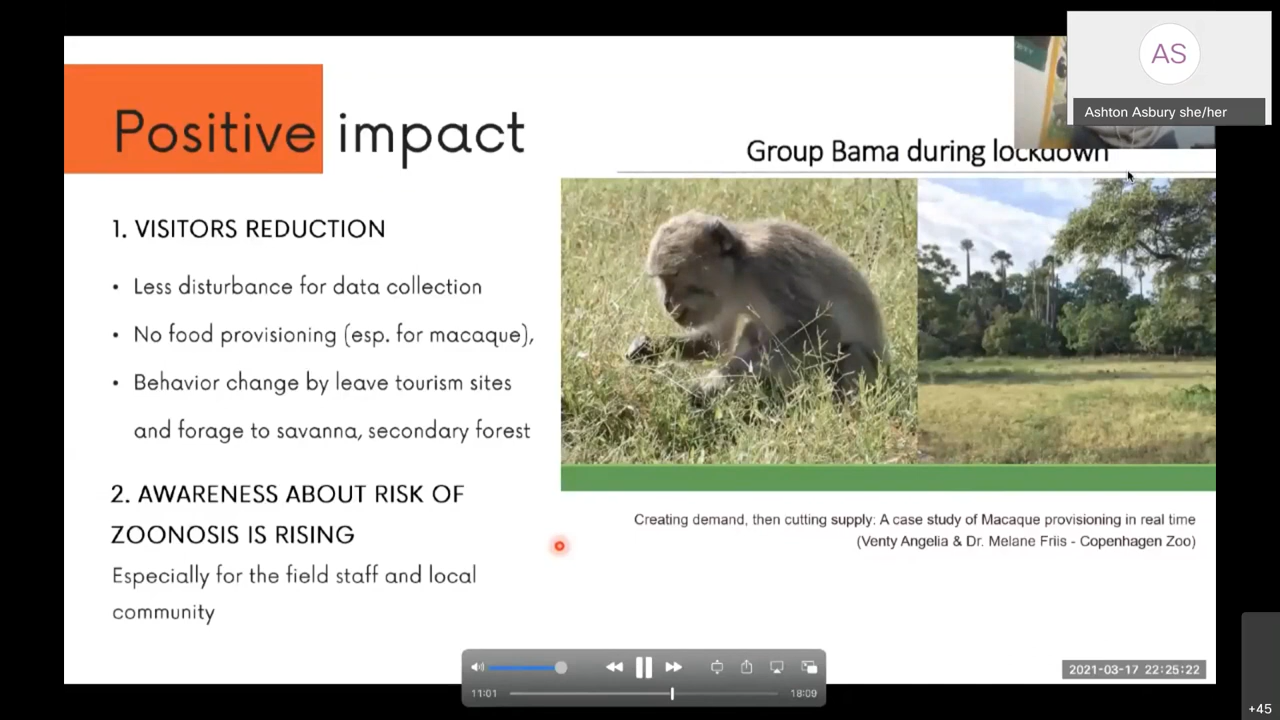 AS
Ashton Asbury she/her
Positive impact
Group Bama during lockdown
1. VISITORS REDUCTION
• Less disturbance for data collection
• No food provisioning (esp. for macaque),
• Behavior change by leave tourism sites
and forage to savanna, secondary forest
2. AWARENESS ABOUT RISK OF
ZOONOSIS IS RISING
Especially for the field staff and local
community
Creating demand, then cutting supply: A case study of Macaque provisioning in real time
(Venty Angelia & Dr. Melane Friis - Copenhagen Zoo)
2021-03-17 22:25:22
11:01
18:09
+45